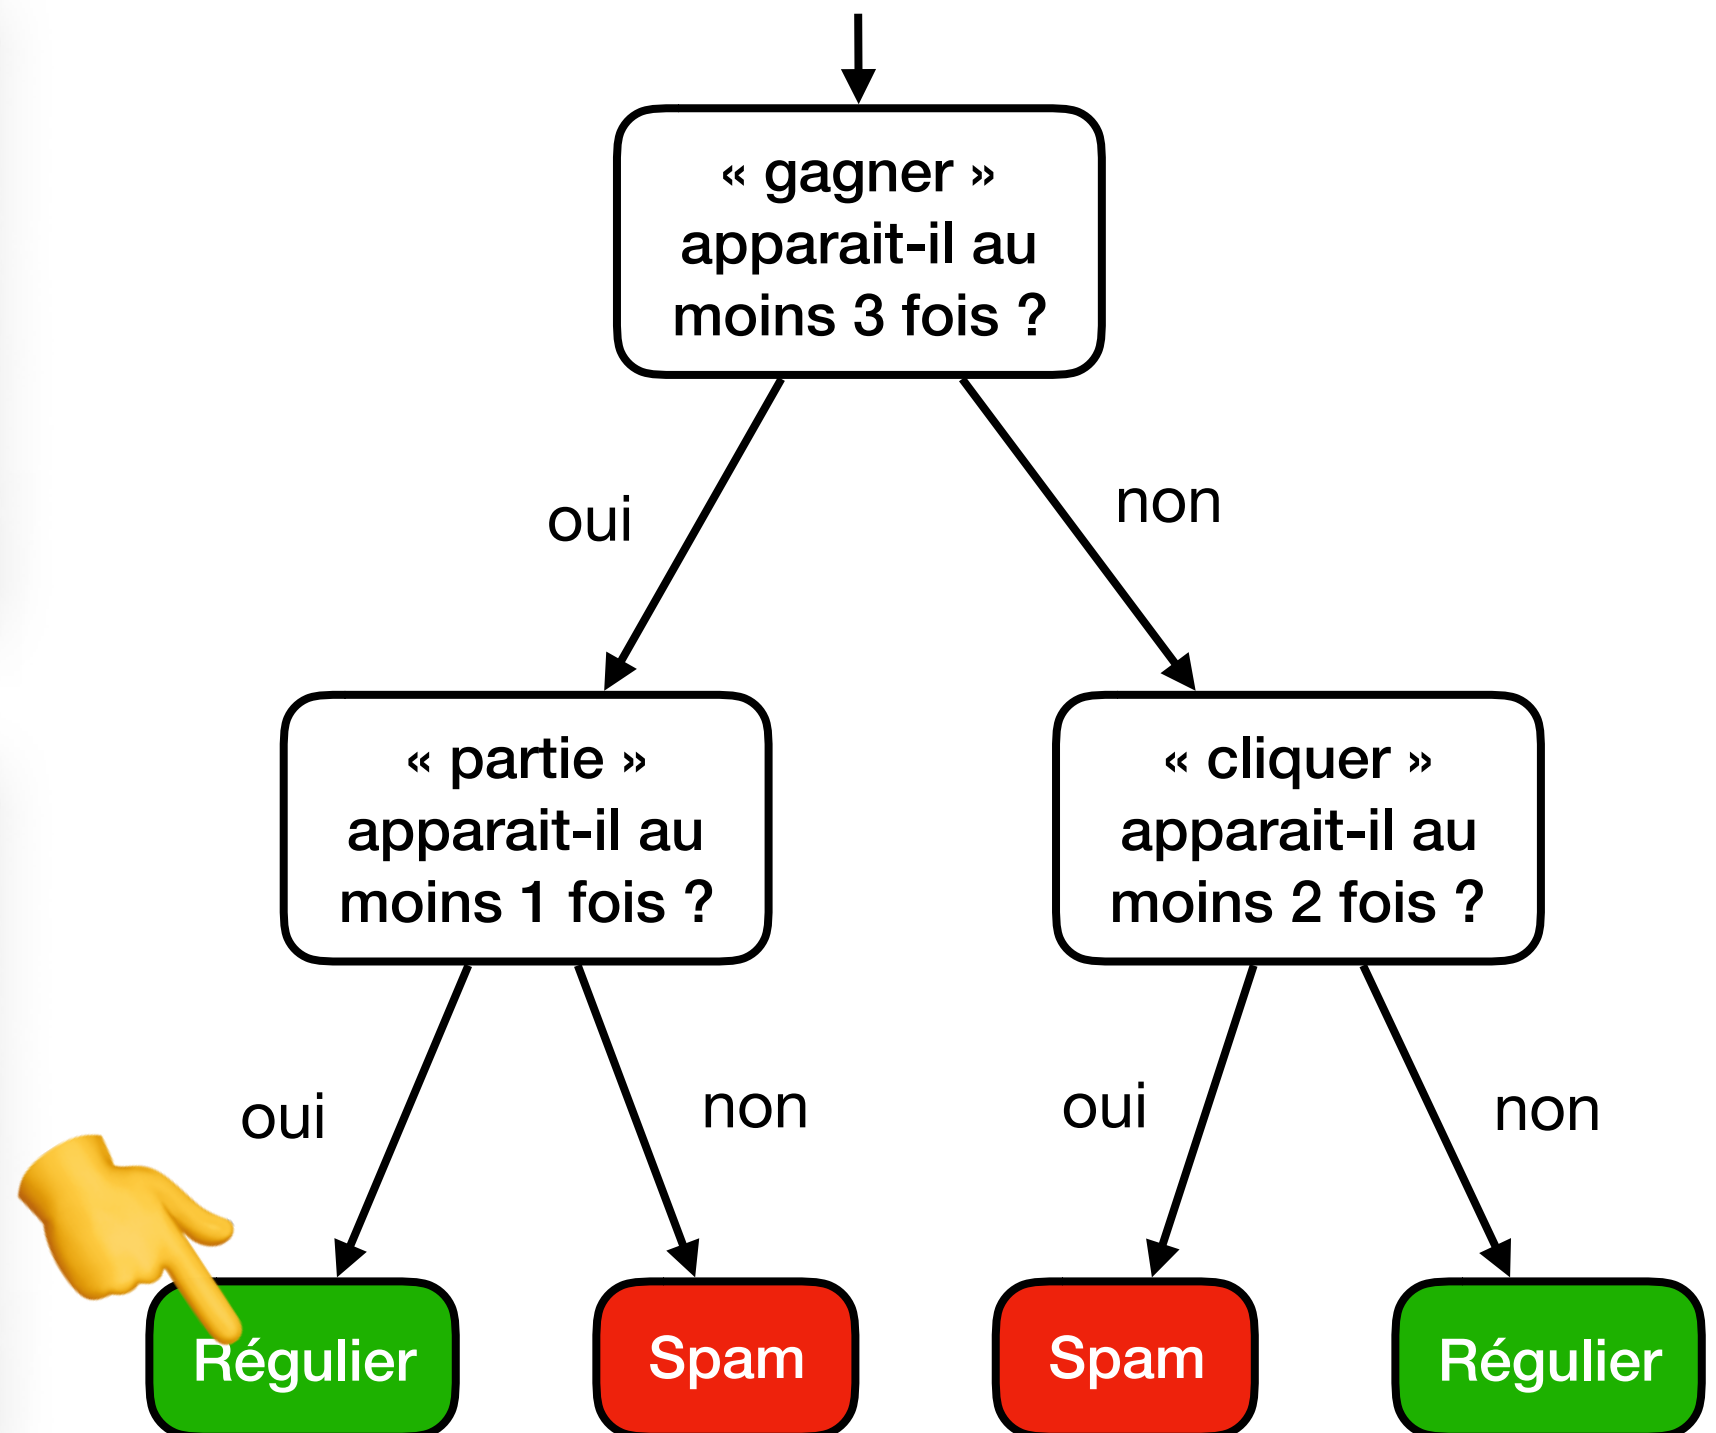 « gagner »
apparait-il au
moins 3 fois ?
oui
non
« partie »
apparait-il au
moins 1 fois ?
« cliquer »
apparait-il au
moins 2 fois ?
oui
non
oui
non
Régulier
Spam
Spam
Régulier